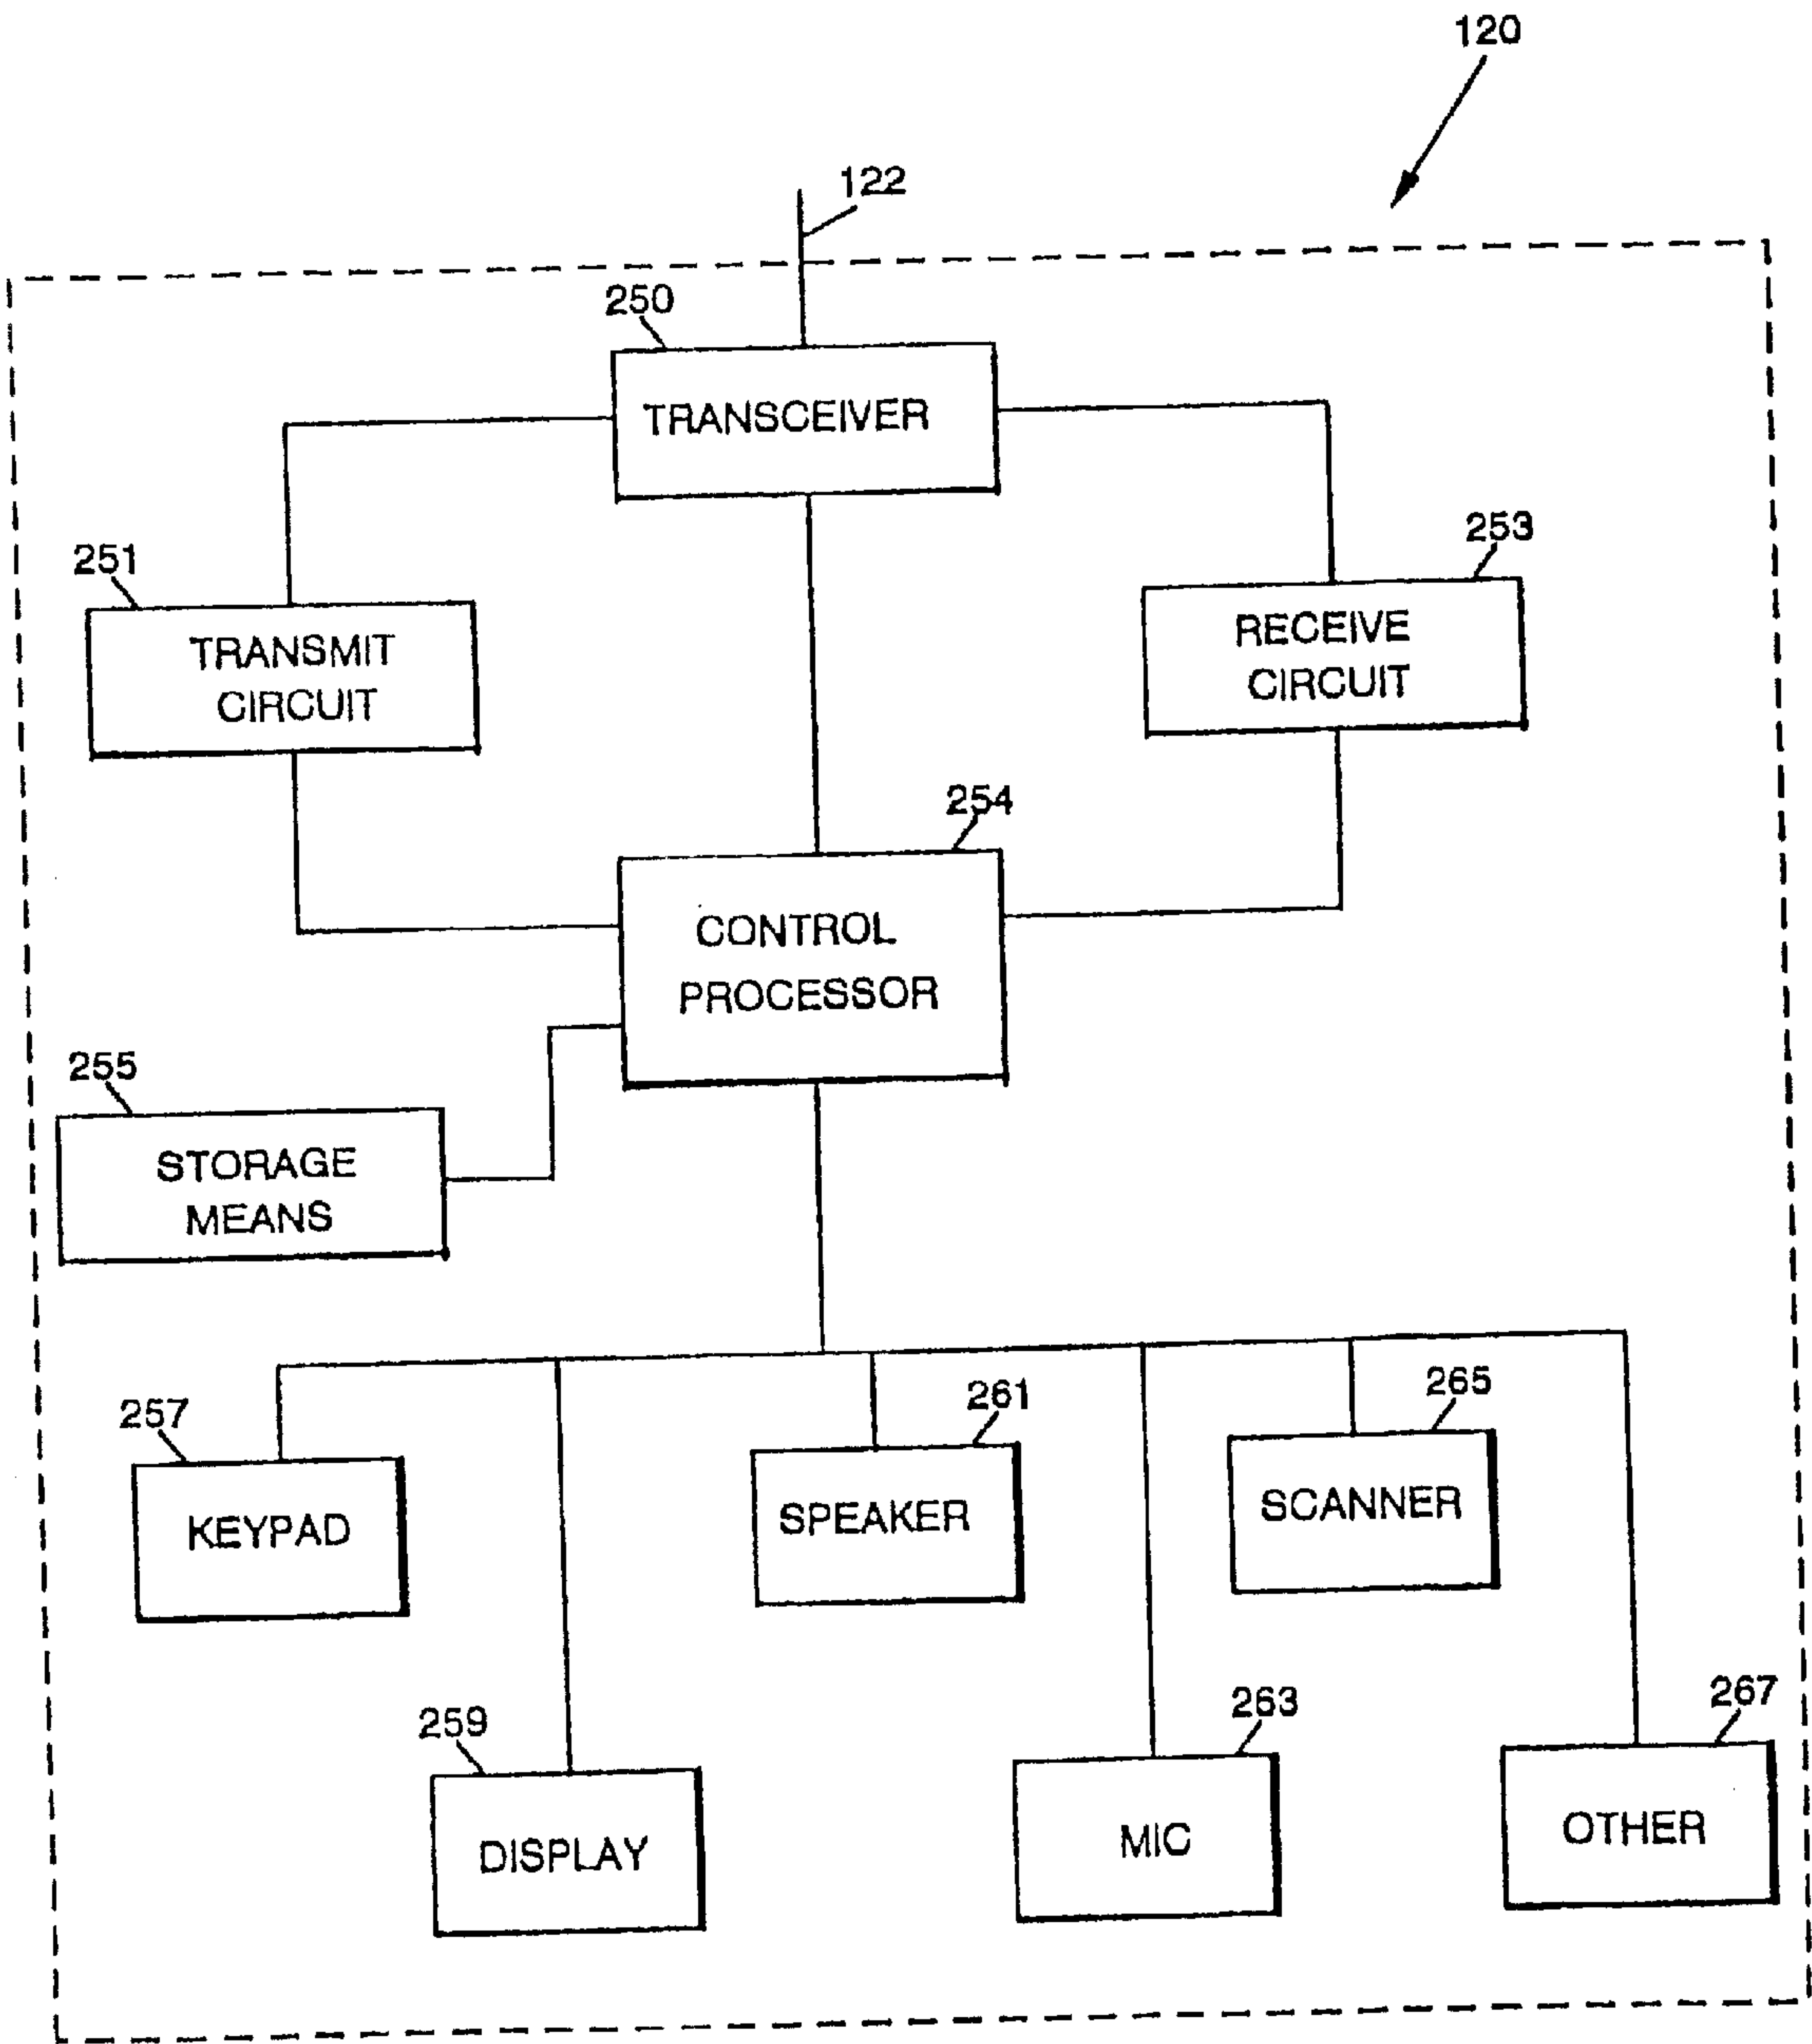 120
122
250
TRANSCEIVER
251
TRANSMIT
CIRCUIT
253
RECEIVE
CIRCUIT
254
CONTROL
PROCESSOR
255
STORAGE
MEANS
257
KEYPAD
261
SPEAKER
265
SCANNER
259
DISPLAY
263
MIC
267
OTHER